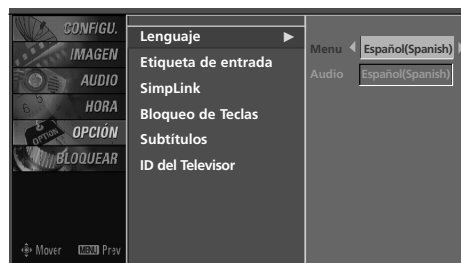 CONFIGU.
IMAGEN
AUDIO
HORA
OPCIÓN
BLOQUEAR
Mover MENU Prev
Lenguaje
Etiqueta de entrada
SimpLink
Bloqueo de Teclas
Subtítulos
ID del Televisor
Menu Español(Spanish)
Audio Español(Spanish)